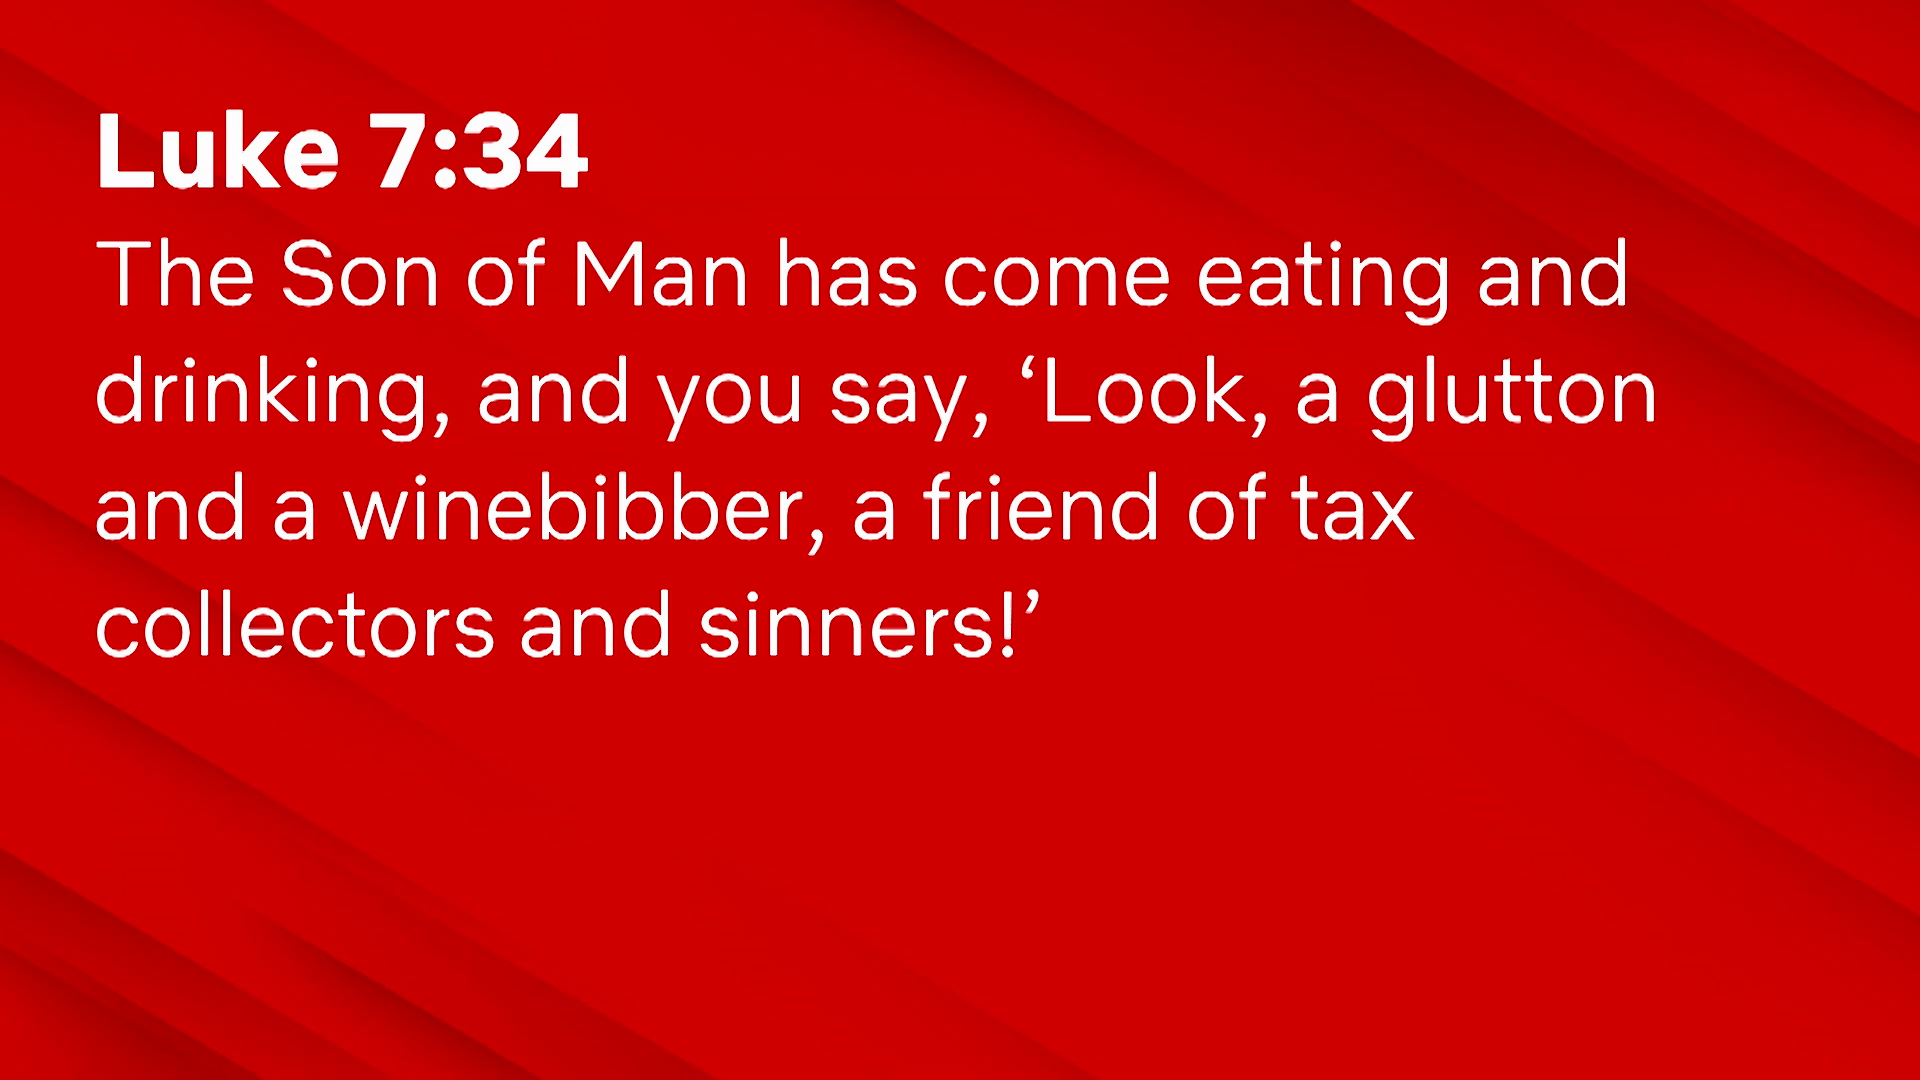 Luke 7:34
The Son of Man has come eating and
drinking, and you say, ‘Look, a glutton
and a winebibber, a friend of tax
collectors and sinners!’